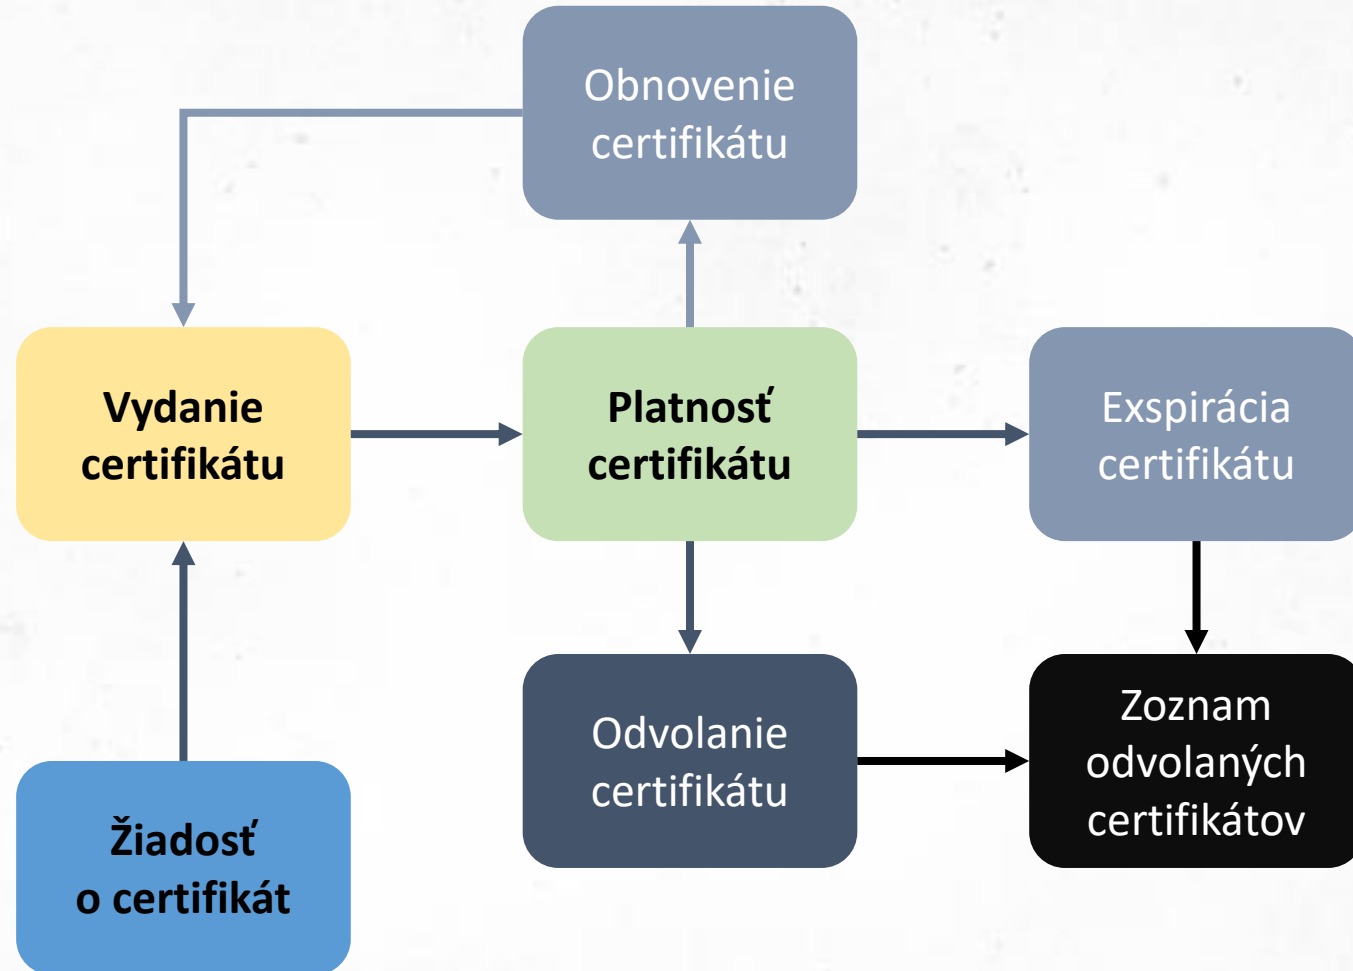 Obnovenie
certifikátu
Vydanie
certifikátu
Platnosť
certifikátu
Exspirácia
certifikátu
Odvolanie
certifikátu
Zoznam
odvolaných
certifikátov
Žiadosť
o certifikát